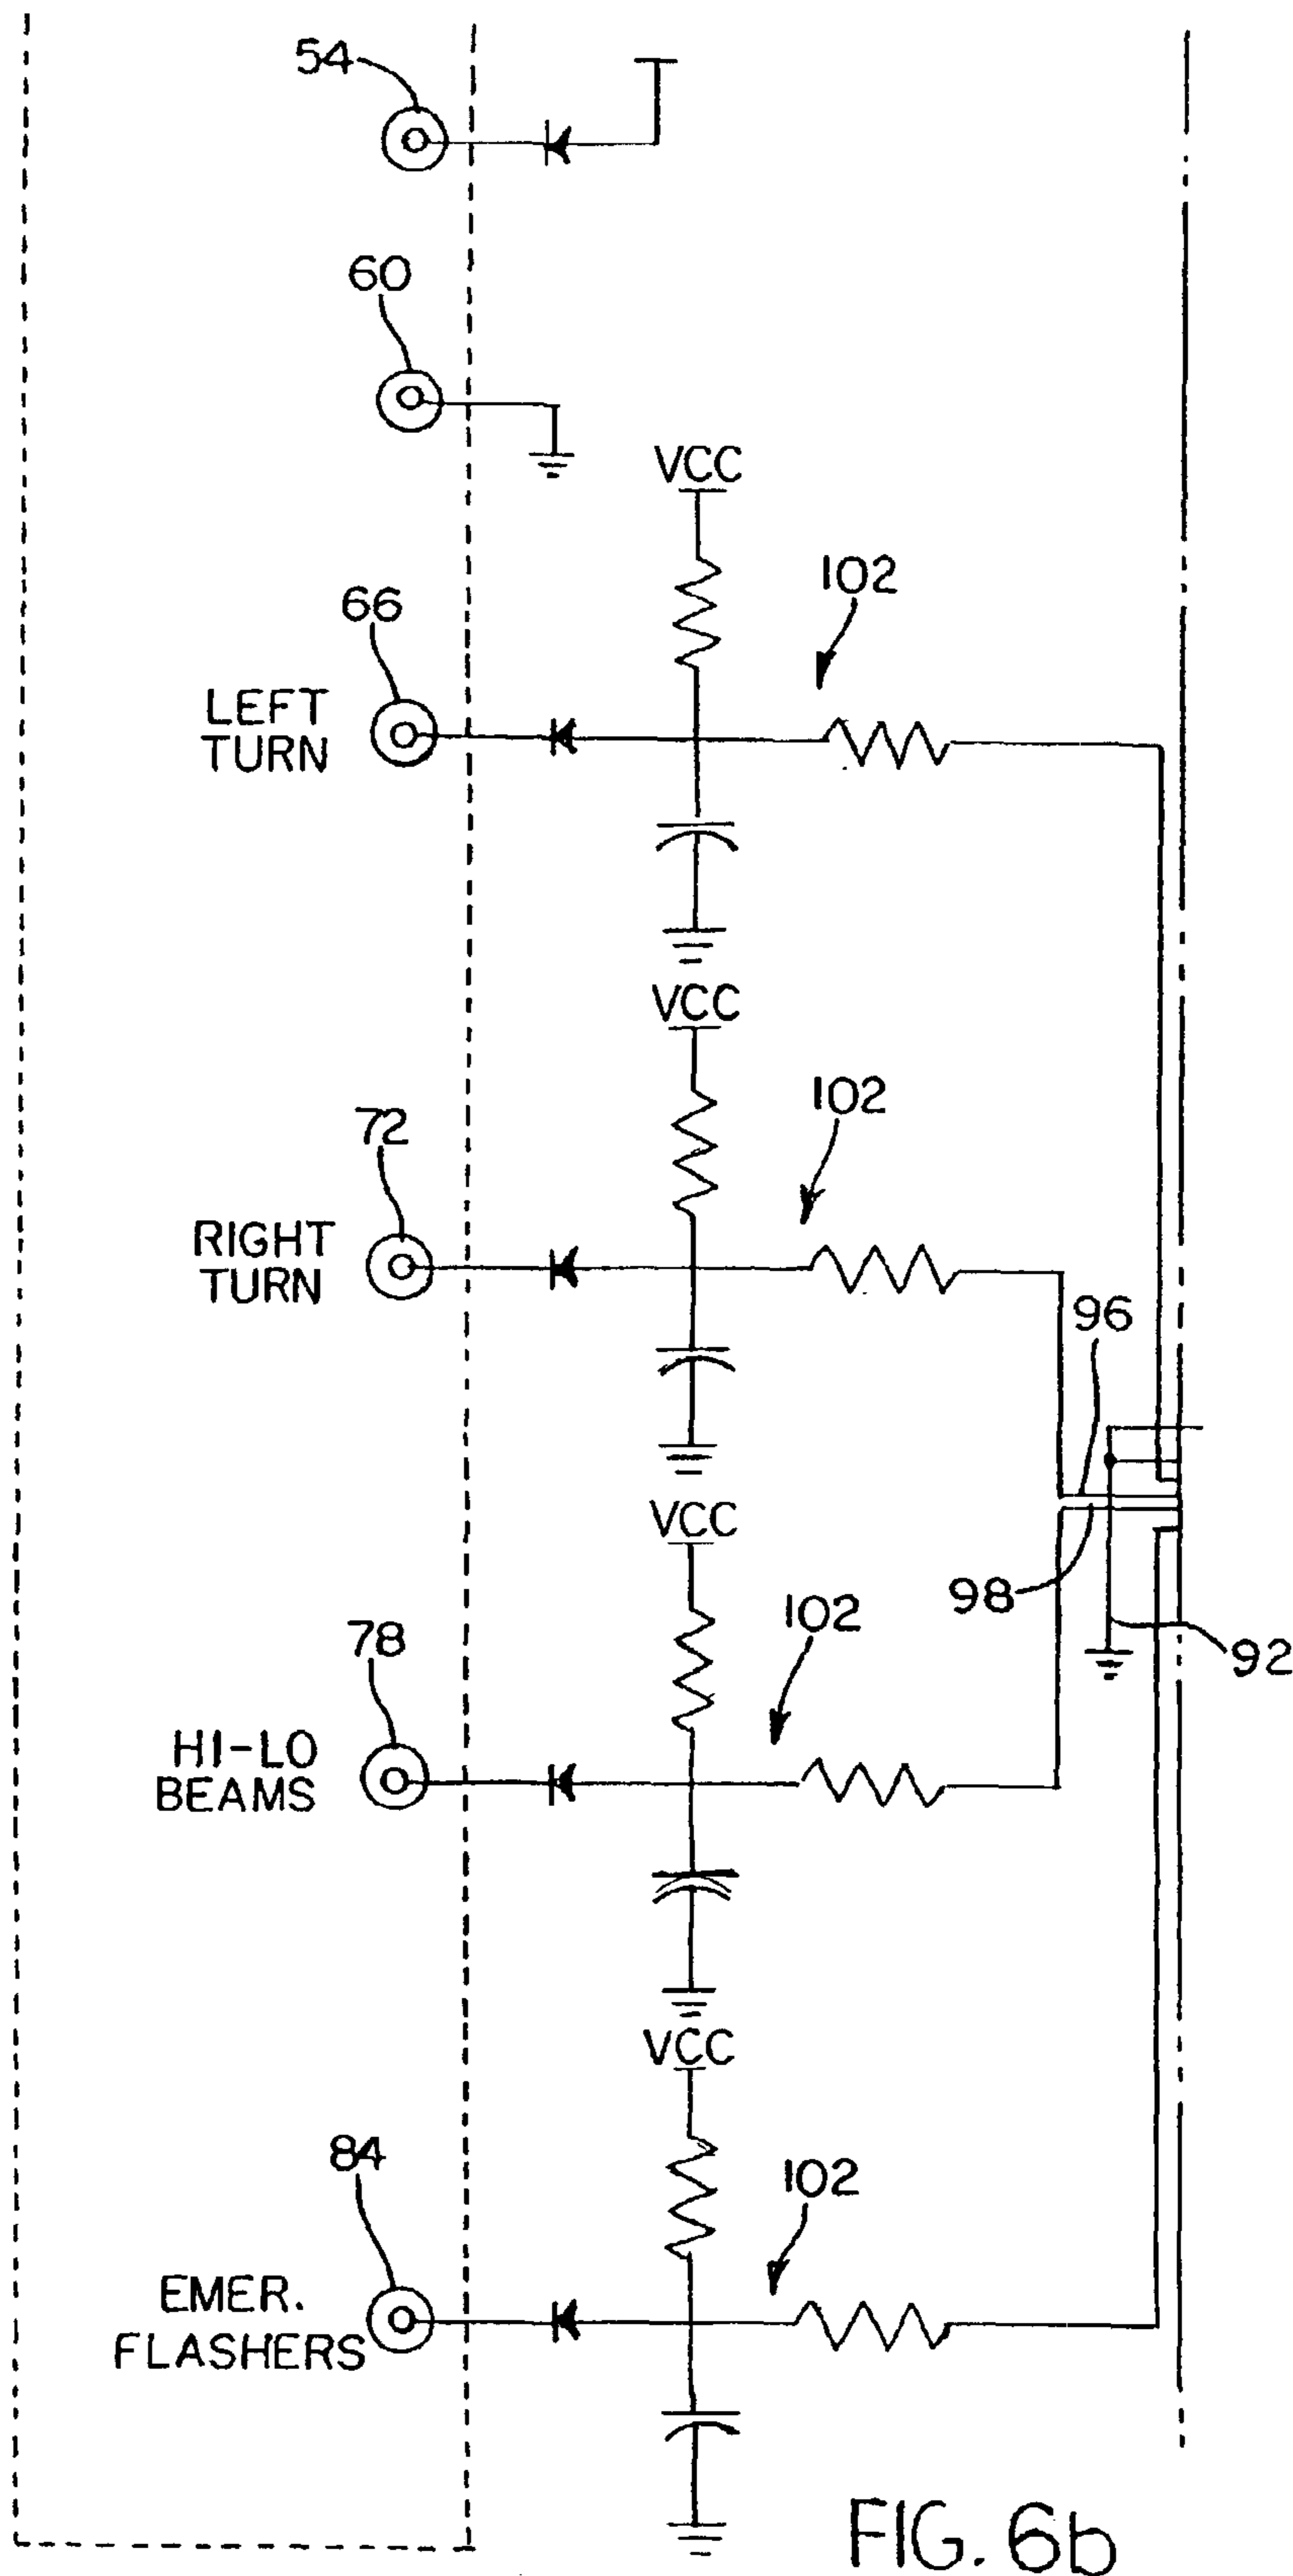 54
60
VCC
102
66
LEFT
TURN
VCC
102
72
RIGHT
TURN
96
VCC
98
102
92
78
HI-LO
BEAMS
VCC
84
102
EMER.
FLASHERS
FIG. 6b